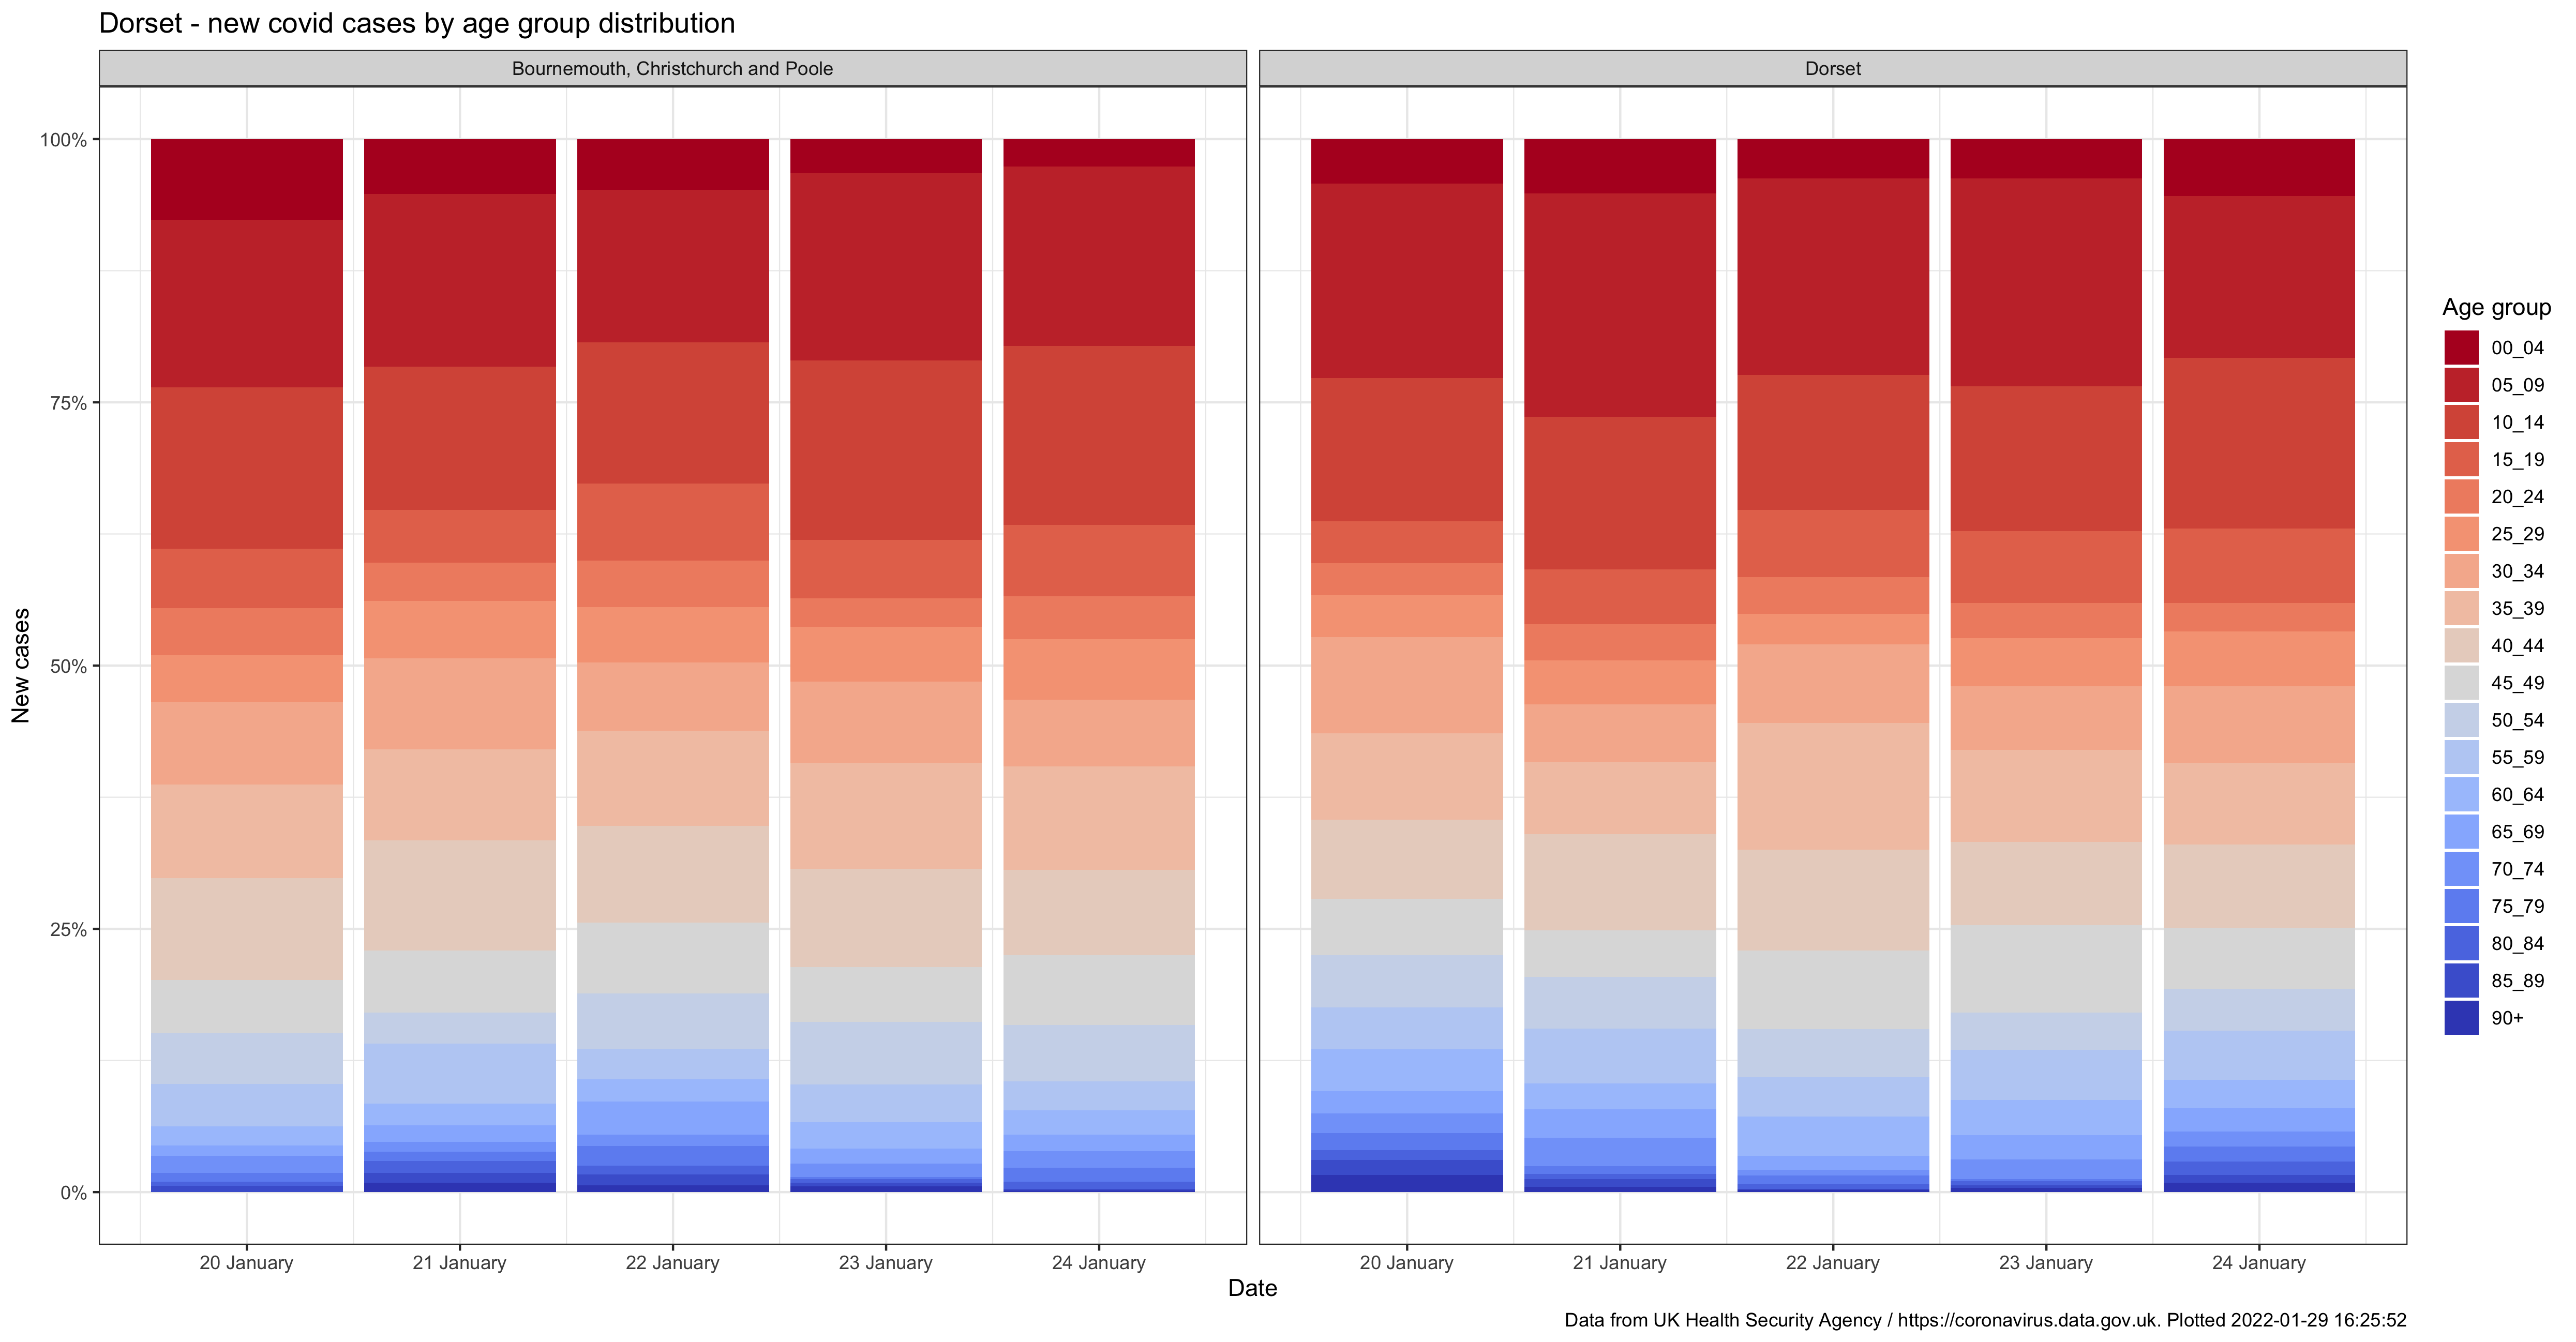 Dorset - new covid cases by age group distribution
Bournemouth, Christchurch and Poole
Dorset
New cases
100%
75%
50%
25%
0%
20 January
21 January
22 January
23 January
24 January
20 January
21 January
22 January
23 January
24 January
Date
Age group
00_04
05_09
10_14
15_19
20_24
25_29
30_34
35_39
40_44
45_49
50_54
55_59
60_64
65_69
70_74
75_79
80_84
85_89
90+
Data from UK Health Security Agency / https://coronavirus.data.gov.uk. Plotted 2022-01-29 16:25:52